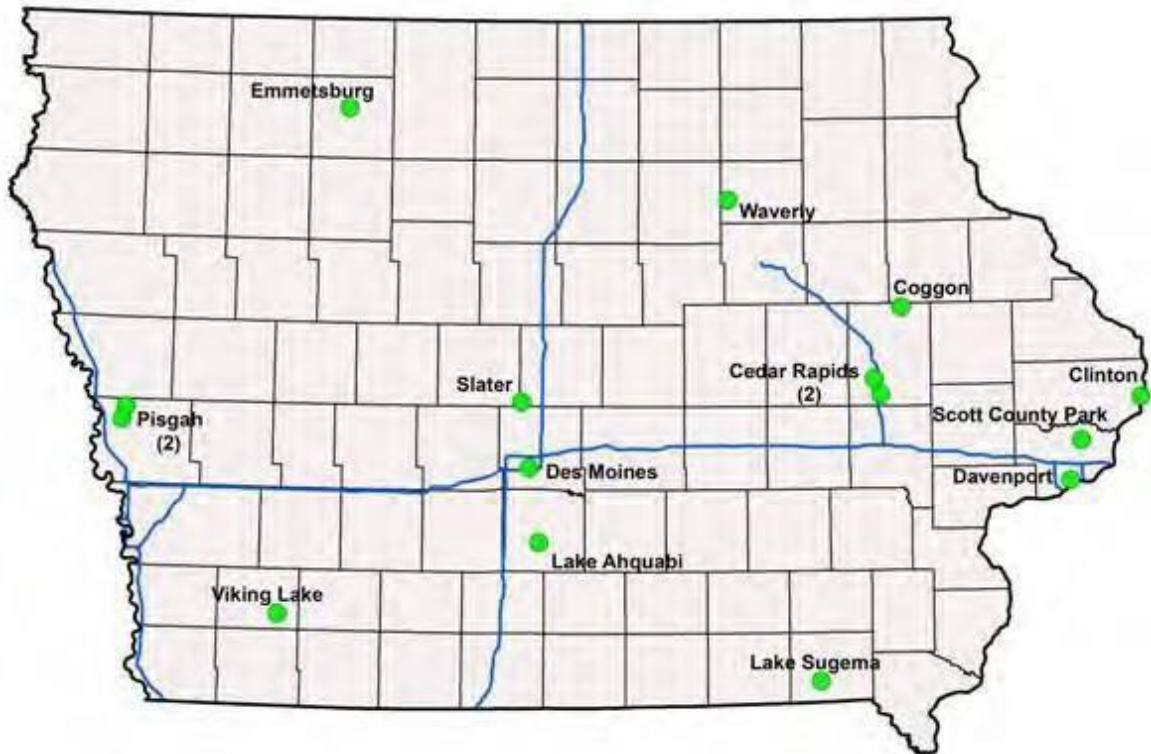 Emmetsburg
Waverly
Coggon
Slater
Cedar Rapids
(2)
Clinton
Pisgah
(2)
Scott County Park
Des Moines
Davenport
Lake Ahquabi
Viking Lake
Lake Sugema